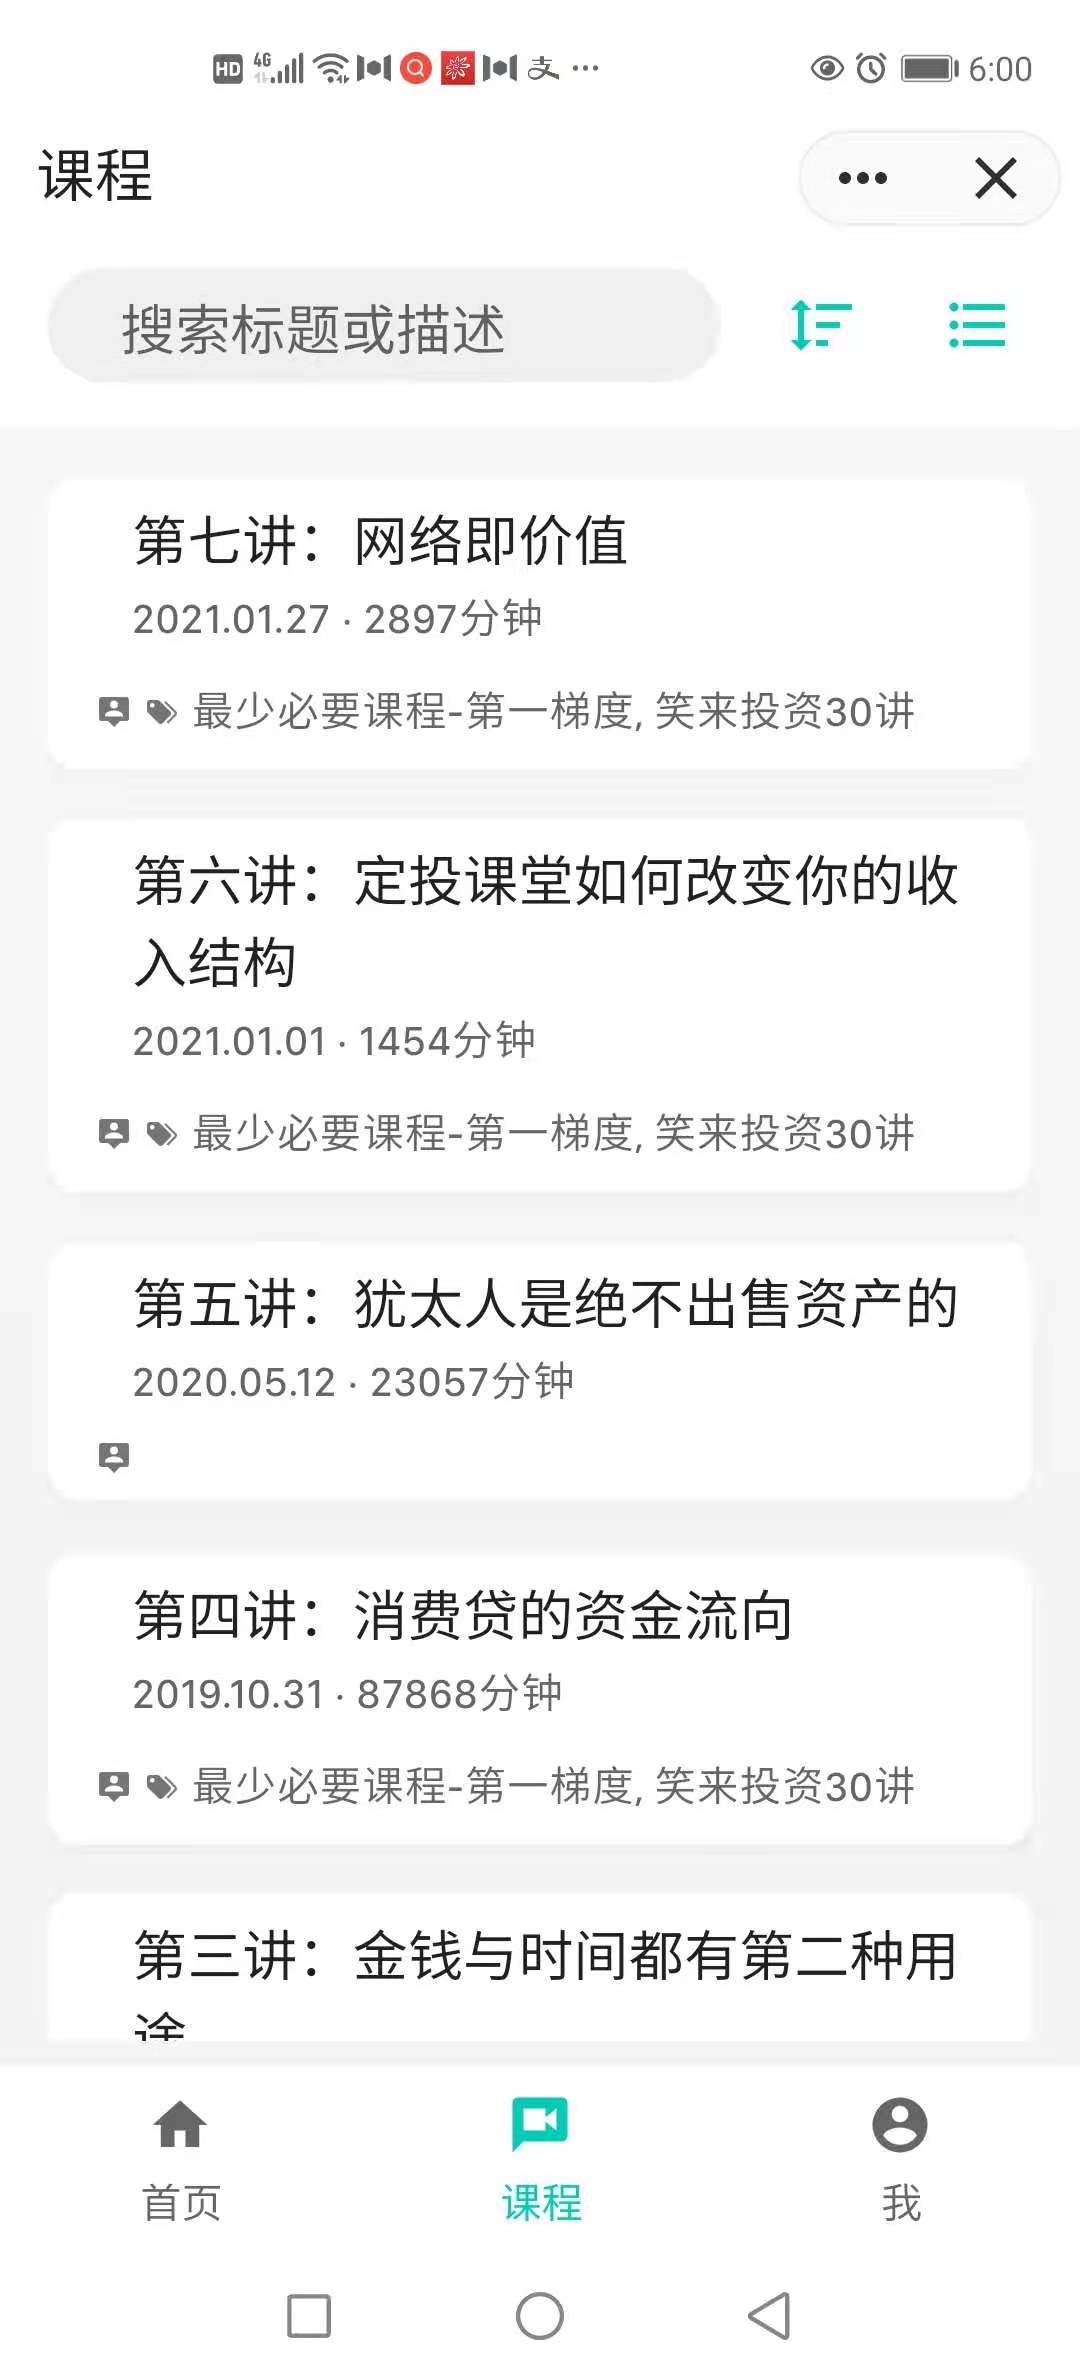 HD 4G 支 6:00
课程
搜索标题或描述
第七讲：网络即价值
2021.01.27 · 2897分钟
最少必要课程-第一梯度, 笑来投资30讲
第六讲：定投课堂如何改变你的收
入结构
2021.01.01 · 1454分钟
最少必要课程-第一梯度, 笑来投资30讲
第五讲：犹太人是绝不出售资产的
2020.05.12 · 23057分钟
第四讲：消费贷的资金流向
2019.10.31 · 87868分钟
最少必要课程-第一梯度, 笑来投资30讲
第三讲：金钱与时间都有第二种用
途
首页 课程 我